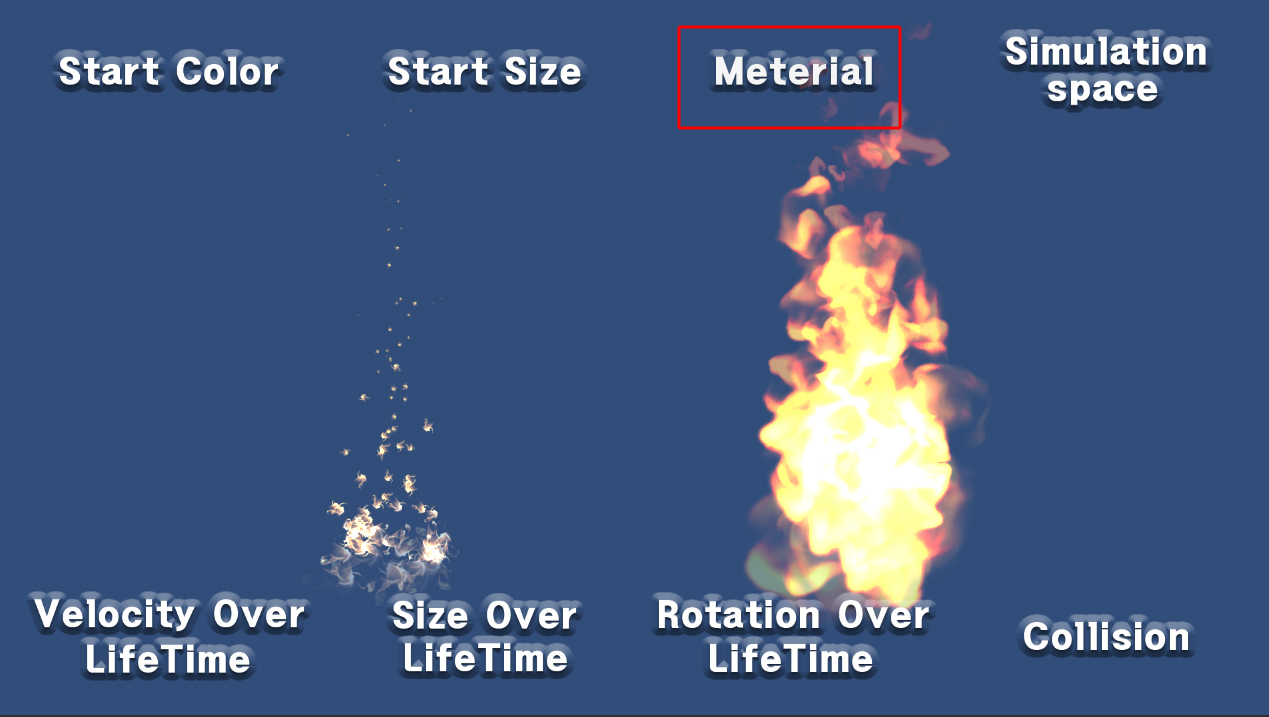 Start Color
Start Size
Meterial
Simulation
space
Velocity Over
LifeTime
Size Over
LifeTime
Rotation Over
LifeTime
Collision